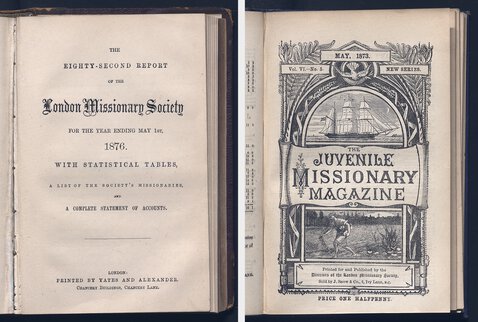 THE
EIGHTY-SECOND REPORT
OF THE
London Missionary Society
FOR THE YEAR ENDING MAY 1ST,
1876.
WITH STATISTICAL TABLES,
A LIST OF THE SOCIETY'S MISSIONARIES,
AND
A COMPLETE STATEMENT OF ACCOUNTS.
LONDON:
PRINTED BY YATES AND ALEXANDER,
CHANCERY BUILDINGS, CHANCERY LANE.
MAY, 1873.
VOL. VI.—No. 5. NEW SERIES.
THE
JUVENILE
MISSIONARY
MAGAZINE
Printed for and Published by the
Directors of the London Missionary Society.
Sold by J. Snow & Co., 2, Ivy Lane, E.C.
PRICE ONE HALFPENNY.